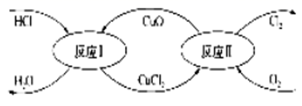 HCl CuO Cl₂
反应I 反应II
H₂O CuCl₂ O₂